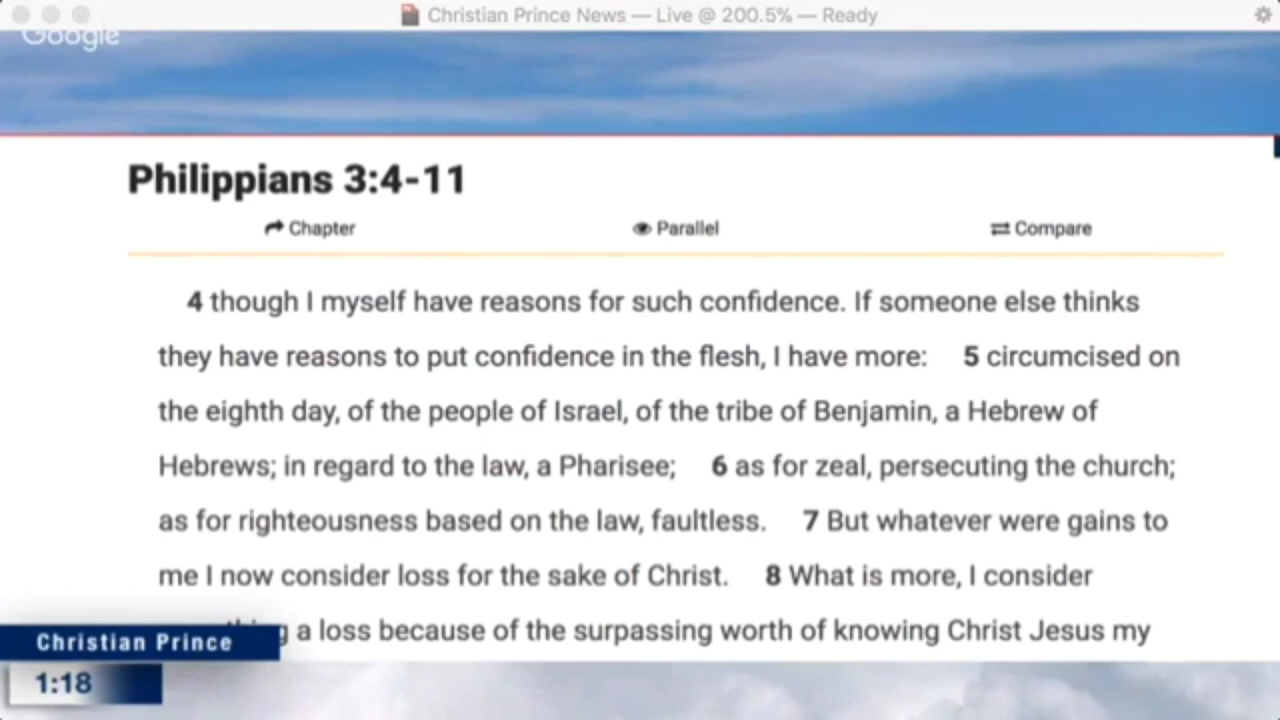 Christian Prince News — Live @ 200.5% — Ready
Google
Philippians 3:4-11
Chapter
Parallel
Compare
4 though I myself have reasons for such confidence. If someone else thinks
they have reasons to put confidence in the flesh, I have more: 5 circumcised on
the eighth day, of the people of Israel, of the tribe of Benjamin, a Hebrew of
Hebrews; in regard to the law, a Pharisee; 6 as for zeal, persecuting the church;
as for righteousness based on the law, faultless. 7 But whatever were gains to
me I now consider loss for the sake of Christ. 8 What is more, I consider
a loss because of the surpassing worth of knowing Christ Jesus my
Christian Prince
1:18